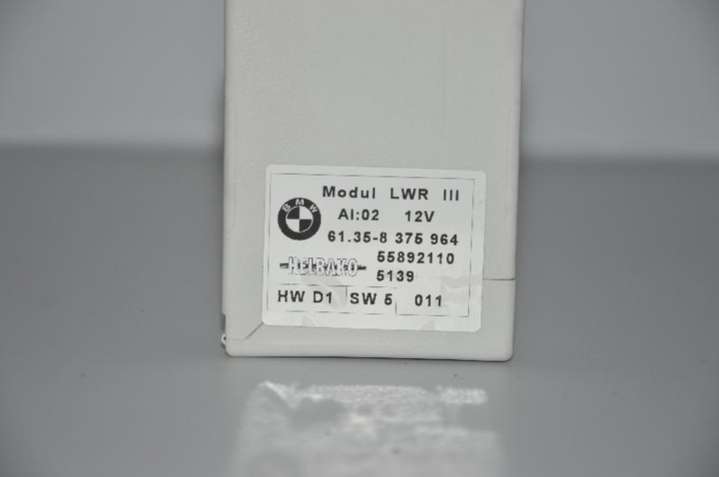 BMW
Modul LWR III
AI:02 12V
61.35-8 375 964
55892110
HELBAKO 5139
HW D1 SW 5 011